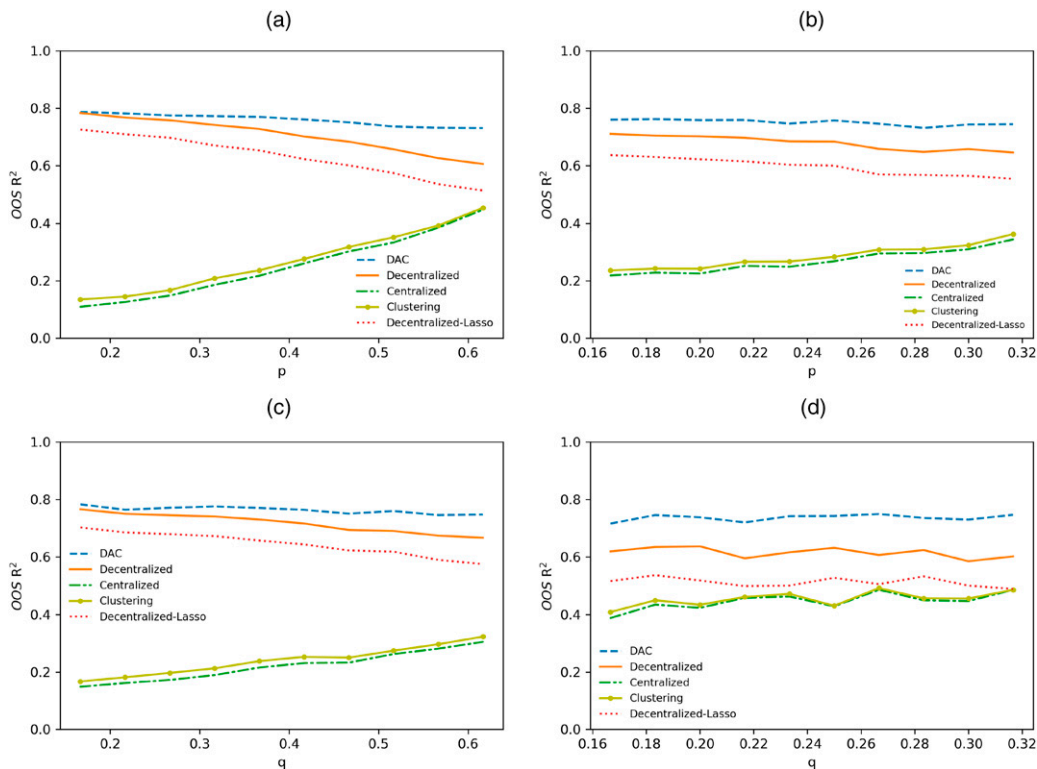 (a)
1.0
0.8
0.6
0.4
0.2
0.0
OOS R²
DAC
Decentralized
Centralized
Clustering
Decentralized-Lasso
0.2 0.3 0.4 0.5 0.6
p
(b)
1.0
0.8
0.6
0.4
0.2
0.0
OOS R²
DAC
Decentralized
Centralized
Clustering
Decentralized-Lasso
0.16 0.18 0.20 0.22 0.24 0.26 0.28 0.30 0.32
p
(c)
1.0
0.8
0.6
0.4
0.2
0.0
OOS R²
DAC
Decentralized
Centralized
Clustering
Decentralized-Lasso
0.2 0.3 0.4 0.5 0.6
q
(d)
1.0
0.8
0.6
0.4
0.2
0.0
OOS R²
DAC
Decentralized
Centralized
Clustering
Decentralized-Lasso
0.16 0.18 0.20 0.22 0.24 0.26 0.28 0.30 0.32
q